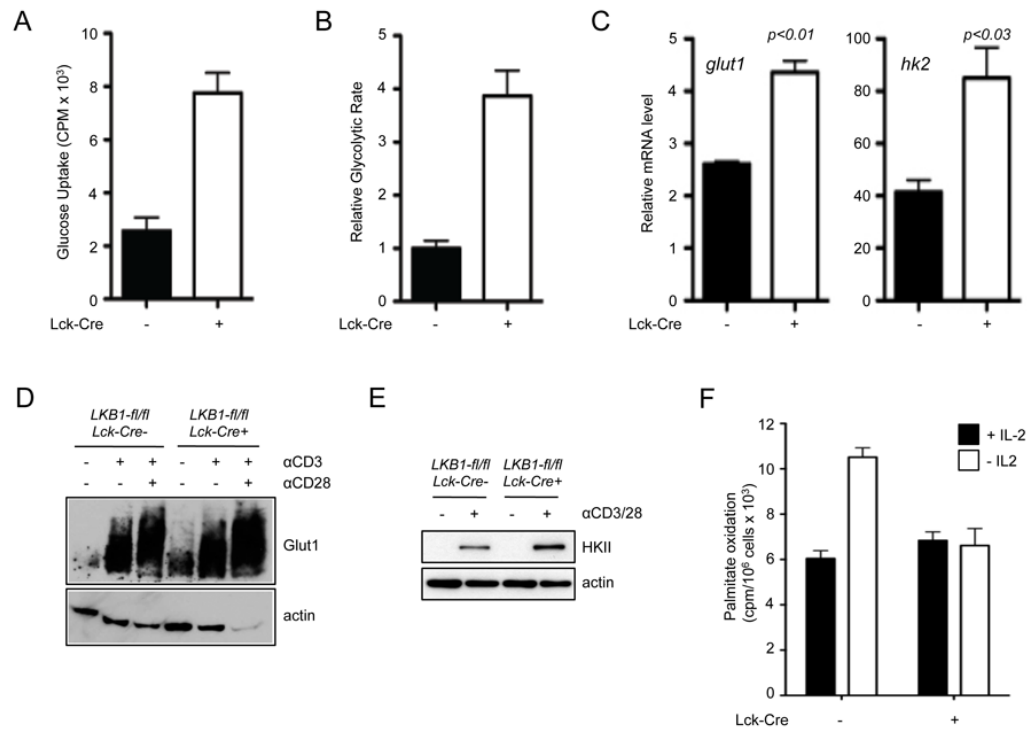 A
Glucose Uptake (CPM x 10³)
10
8
6
4
2
0
Lck-Cre - +
B
Relative Glycolytic Rate
5
4
3
2
1
0
Lck-Cre - +
C
Relative mRNA level
glut1
p<0.01
5
4
3
2
1
0
Lck-Cre - +
hk2
p<0.03
100
80
60
40
20
0
- +
D
LKB1-fl/fl LKB1-fl/fl
Lck-Cre- Lck-Cre+
- + + - + + αCD3
- - + - - + αCD28
Glut1
actin
E
LKB1-fl/fl LKB1-fl/fl
Lck-Cre- Lck-Cre+
- + - + αCD3/28
HKII
actin
F
Palmitate oxidation
(cpm/10⁶ cells x 10³)
12
10
8
6
4
2
0
+ IL-2
- IL2
Lck-Cre - +